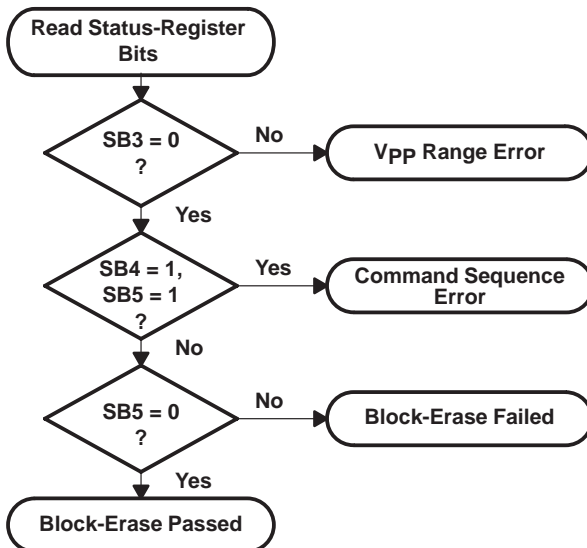 Read Status-Register
Bits
SB3 = 0
?
No
VPP Range Error
Yes
SB4 = 1,
SB5 = 1
?
Yes
Command Sequence
Error
No
SB5 = 0
?
No
Block-Erase Failed
Yes
Block-Erase Passed